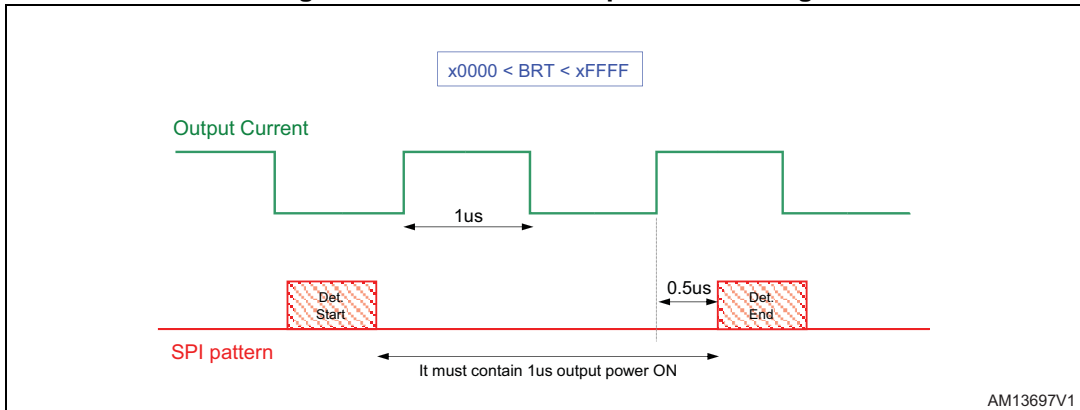 x0000 < BRT < xFFFF
Output Current
1us
0.5us
Det.
Start
Det.
End
SPI pattern
It must contain 1us output power ON
AM13697V1